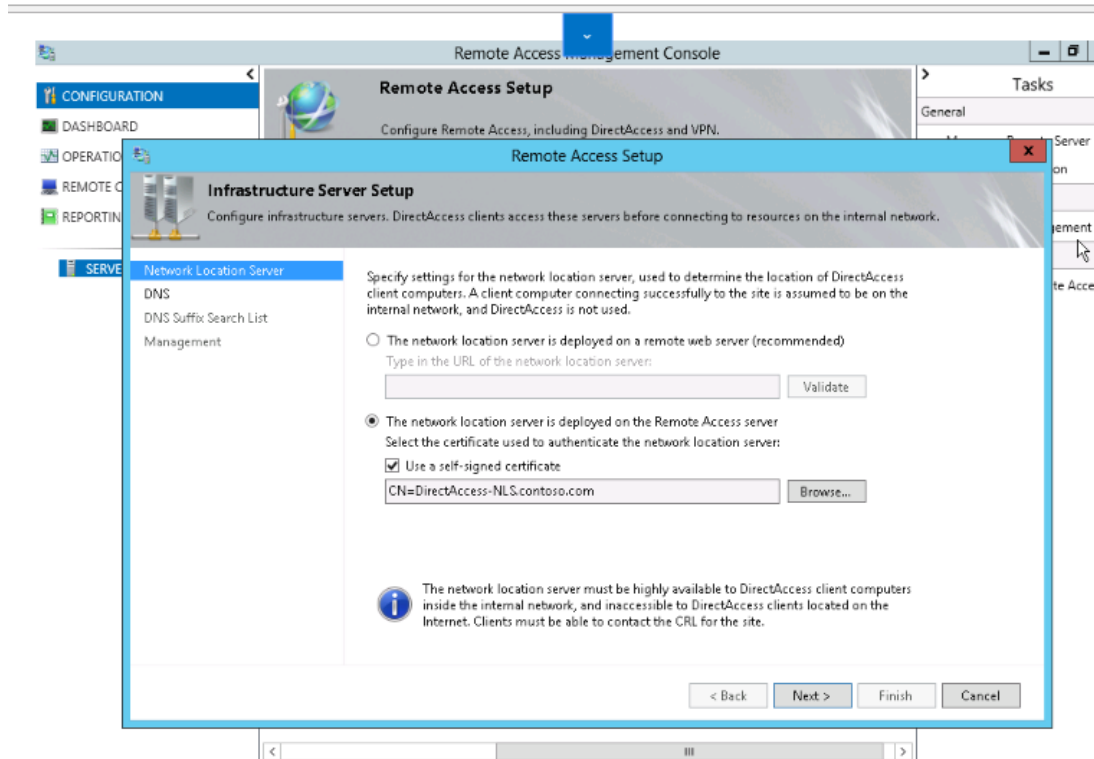 Remote Access Management Console
CONFIGURATION
DASHBOARD
OPERATIO
REMOTE C
REPORTIN
SERVE
Remote Access Setup
Configure Remote Access, including DirectAccess and VPN.
Tasks
General
Server
on
gement
te Acce
Remote Access Setup
Infrastructure Server Setup
Configure infrastructure servers. DirectAccess clients access these servers before connecting to resources on the internal network.
Network Location Server
DNS
DNS Suffix Search List
Management
Specify settings for the network location server, used to determine the location of DirectAccess
client computers. A client computer connecting successfully to the site is assumed to be on the
internal network, and DirectAccess is not used.
The network location server is deployed on a remote web server (recommended)
Type in the URL of the network location server:
Validate
The network location server is deployed on the Remote Access server
Select the certificate used to authenticate the network location server:
Use a self-signed certificate
CN=DirectAccess-NLS.contoso.com
Browse...
The network location server must be highly available to DirectAccess client computers
inside the internal network, and inaccessible to DirectAccess clients located on the
Internet. Clients must be able to contact the CRL for the site.
< Back
Next >
Finish
Cancel